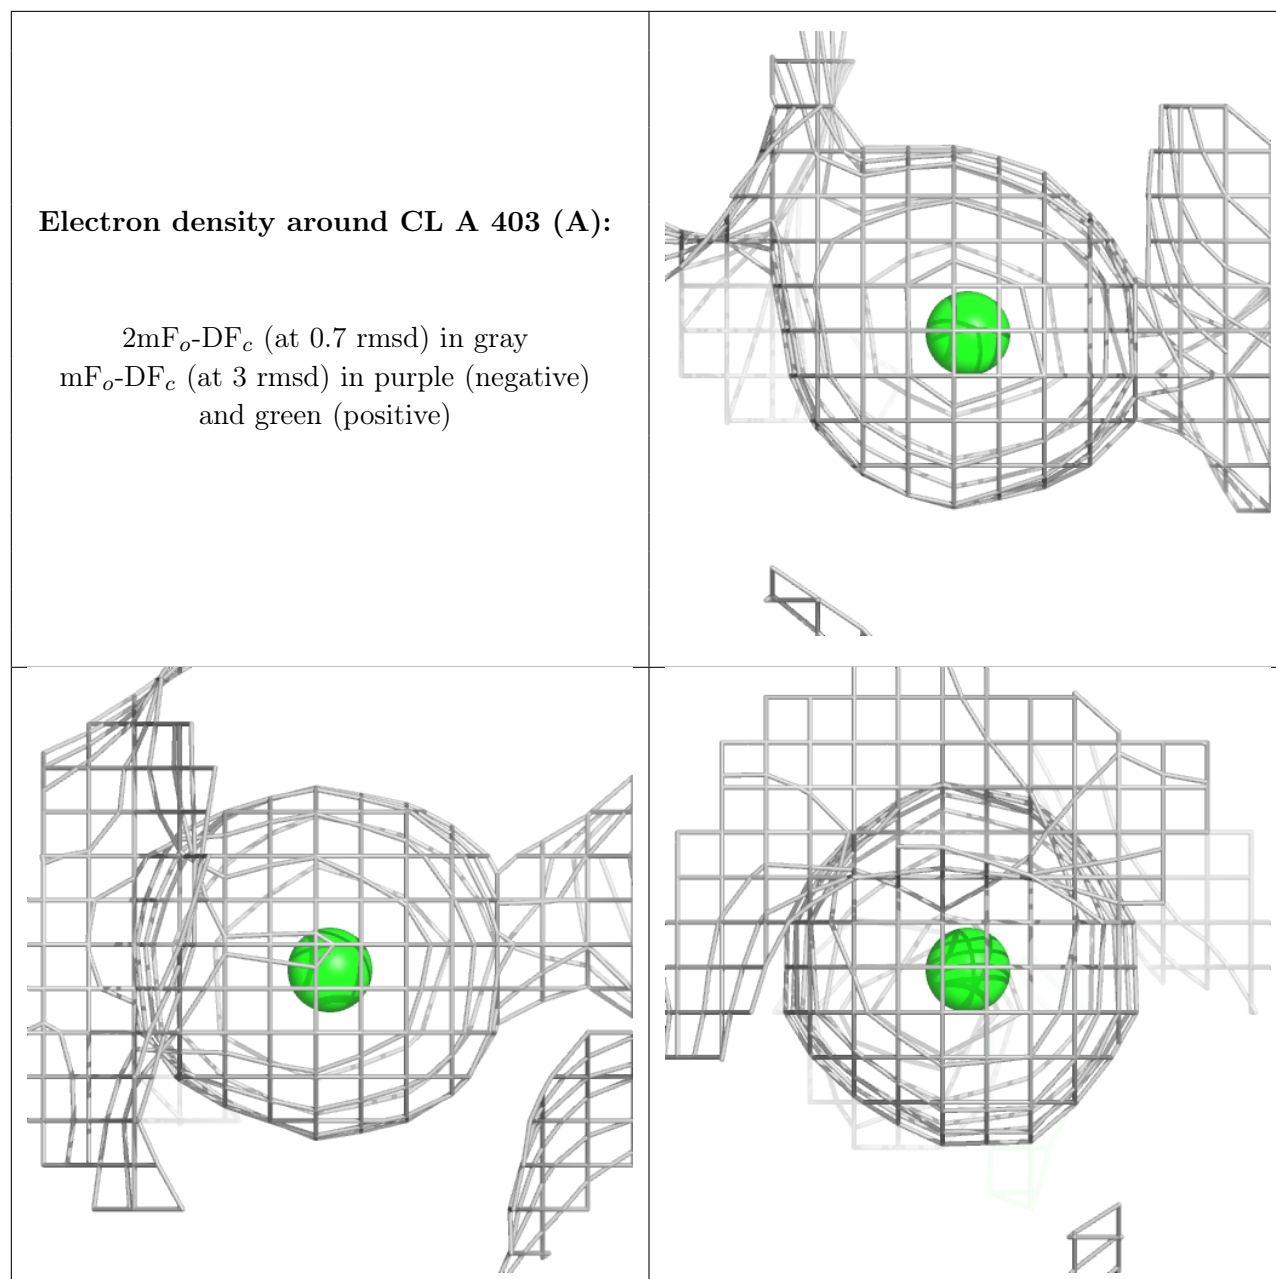 Electron density around CL A 403 (A):
2mFₒ-DF𝒸 (at 0.7 rmsd) in gray
mFₒ-DF𝒸 (at 3 rmsd) in purple (negative)
and green (positive)